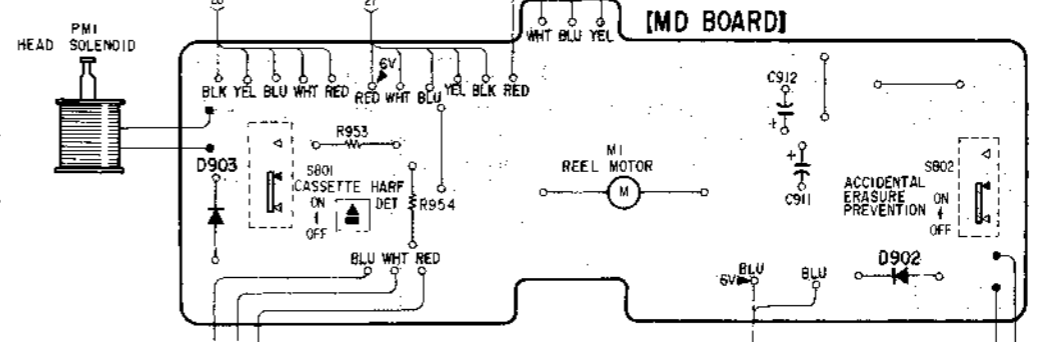 27
PM1
HEAD SOLENOID
WHT BLU YEL
[MD BOARD]
6V
BLK YEL BLU WHT RED RED WHT BLU YEL BLK RED
C912
+
R953
D903
S801
CASSETTE HARF
DET
ON
OFF
R954
M1
REEL MOTOR
M
+
C911
S802
ACCIDENTAL
ERASURE
PREVENTION
ON
OFF
BLU WHT RED
D902
6V
BLU
BLU